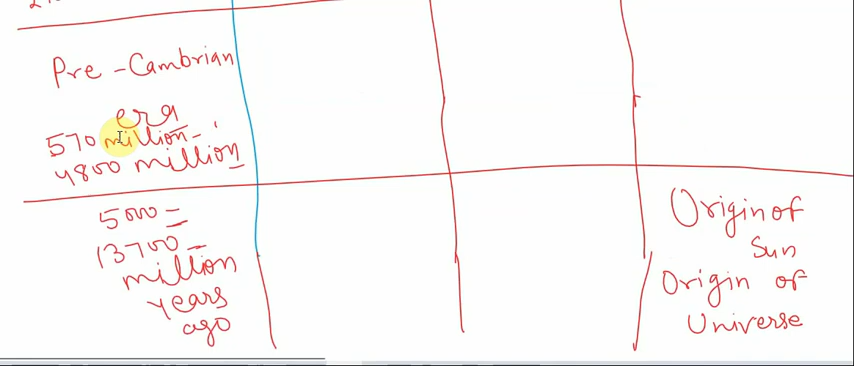 Pre - Cambrian
era
570 million -
4800 million
5000 -
13700 -
million
years
ago
Origin of
Sun
Origin of
Universe